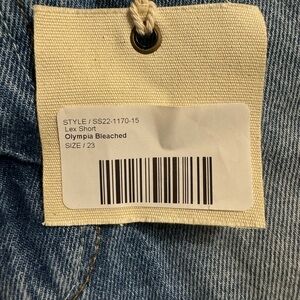 STYLE / SS22-1170-15
Lex Short
Olympia Bleached
SIZE / 23